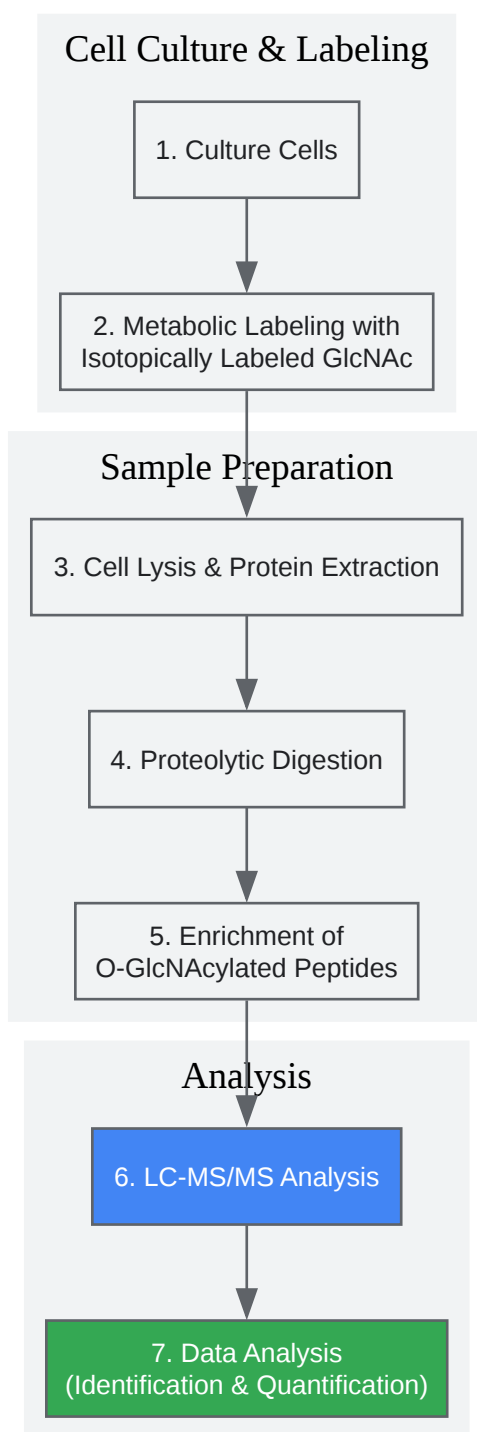 Cell Culture & Labeling
1. Culture Cells
2. Metabolic Labeling with
Isotopically Labeled GlcNAc
Sample Preparation
3. Cell Lysis & Protein Extraction
4. Proteolytic Digestion
5. Enrichment of
O-GlcNAcylated Peptides
Analysis
6. LC-MS/MS Analysis
7. Data Analysis
(Identification & Quantification)